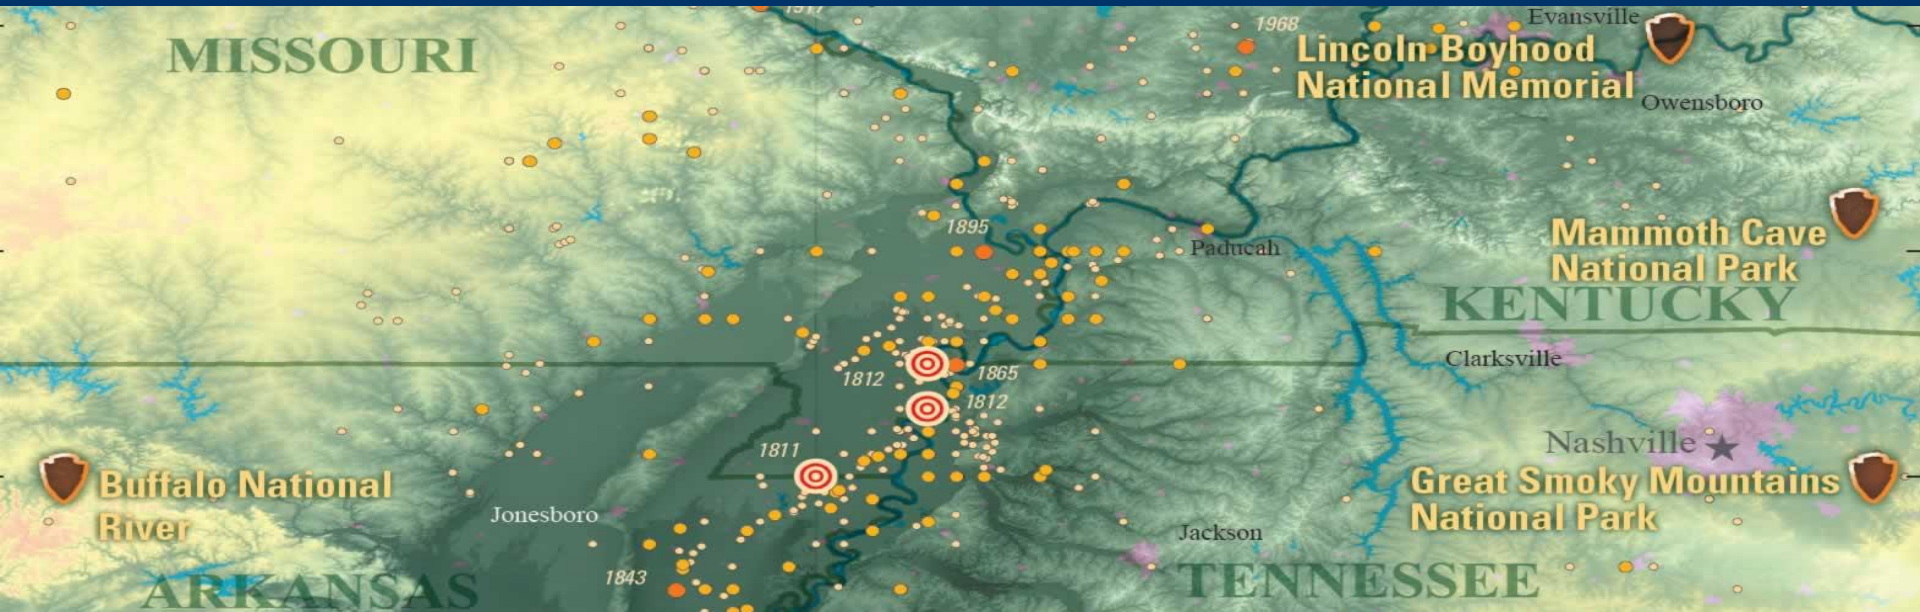 1917
MISSOURI
1968
Evansville
Lincoln Boyhood
National Memorial
Owensboro
1895
Paducah
Mammoth Cave
National Park
KENTUCKY
1812
1865
Clarksville
1812
1811
Nashville
Buffalo National
River
Great Smoky Mountains
National Park
Jonesboro
Jackson
1843
ARKANSAS
TENNESSEE